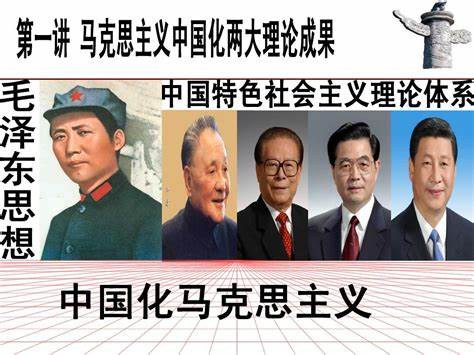 第一讲 马克思主义中国化两大理论成果
毛泽东思想
中国特色社会主义理论体系
中国化马克思主义